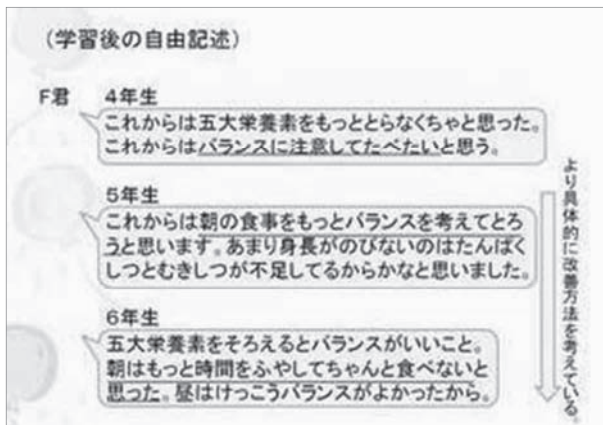 (学習後の自由記述)
F君 4年生
これからは五大栄養素をもっととらなくちゃと思った。
これからはバランスに注意してたべたいと思う。
5年生
これからは朝の食事をもっとバランスを考えてとろ
うと思います。あまり身長がのびないのはたんぱく
しつとむきしつが不足してるからかなと思いました。
6年生
五大栄養素をそろえるとバランスがいいこと。
朝はもっと時間をふやしてちゃんと食べないと
思った。昼はけっこうバランスがよかったから。
より具体的に改善方法を考えている。